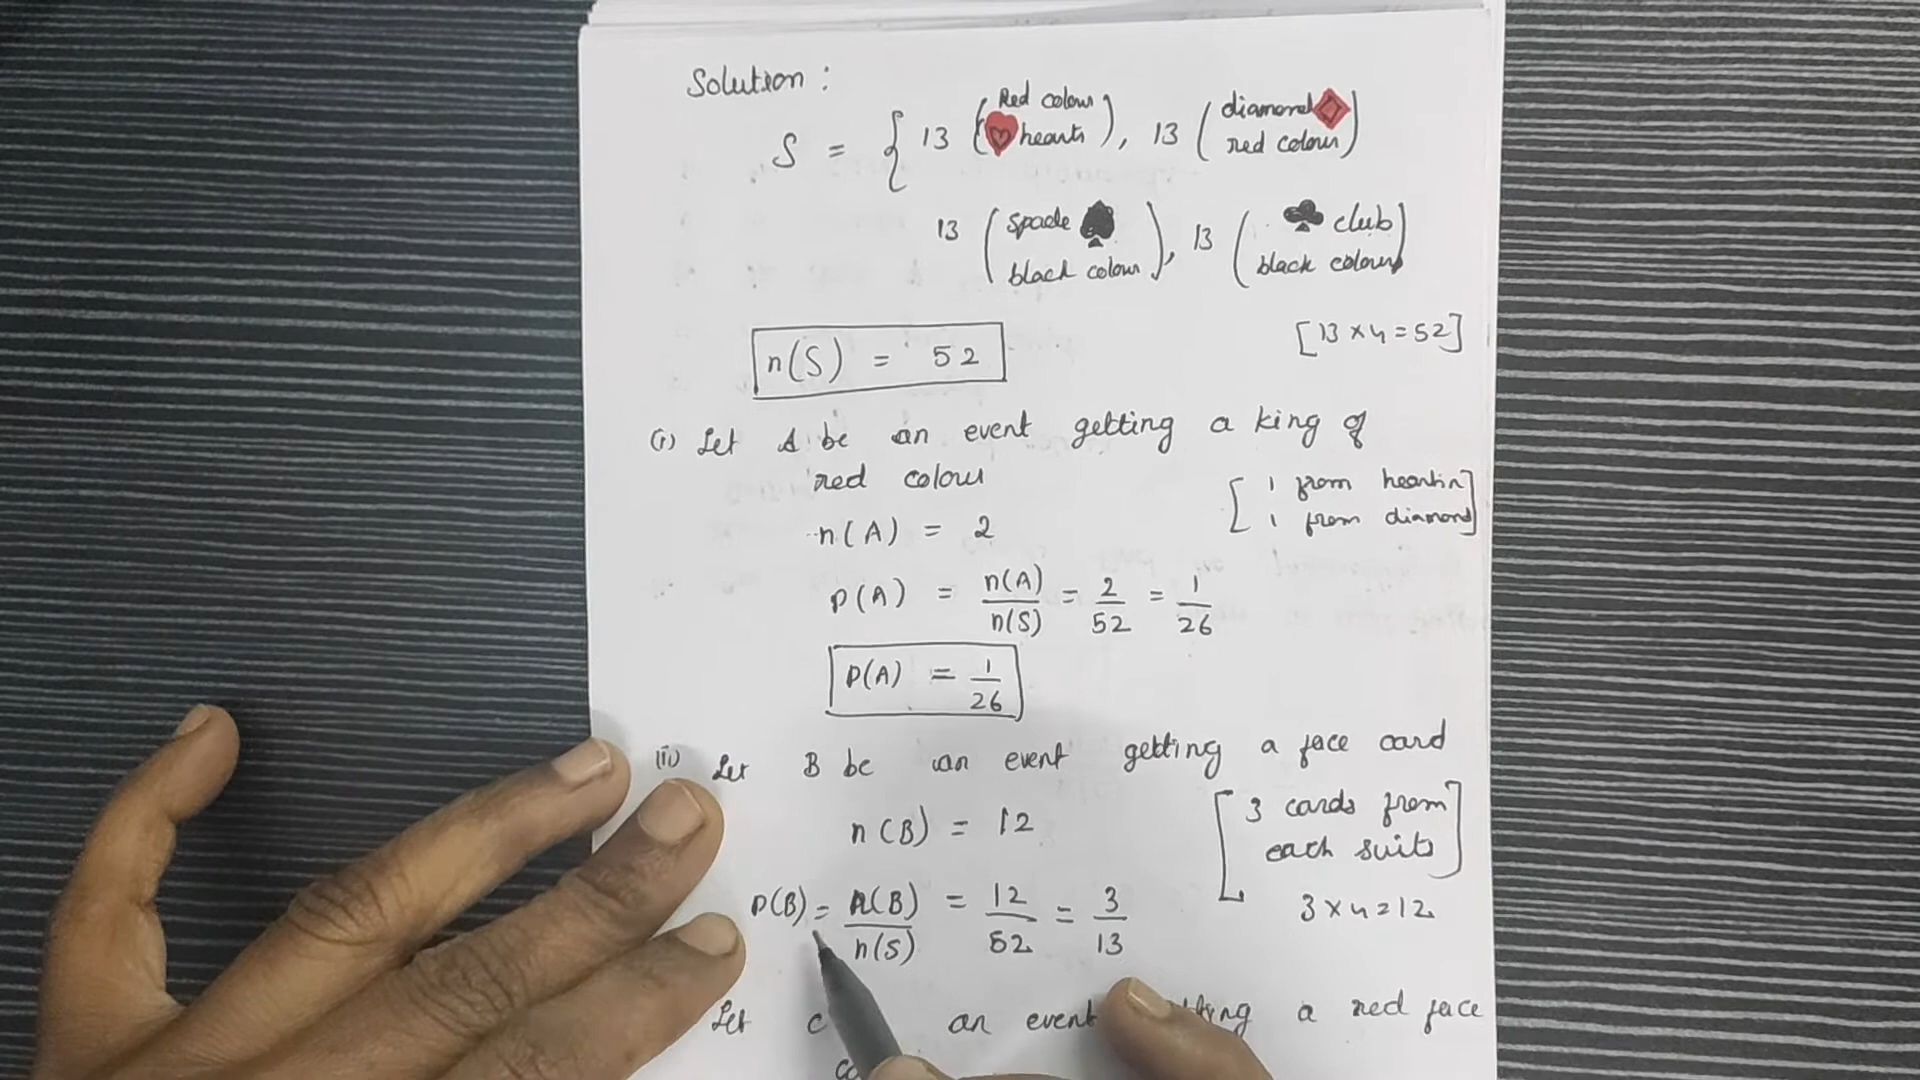 Solution :
S = { 13 ( Red colour hearts ), 13 ( diamond red colour )
13 ( spade black colour ), 13 ( club black colour )
[13 × 4 = 52]
n(S) = 52
(i) Let A be an event getting a king of
red colour
[ 1 from heartin
1 from diamond ]
n(A) = 2
P(A) = n(A)/n(S) = 2/52 = 1/26
P(A) = 1/26
(ii) Let B be an event getting a face card
n(B) = 12
[ 3 cards from
each suits ]
3 × 4 = 12
P(B) = n(B)/n(S) = 12/52 = 3/13
Let C an event a red face